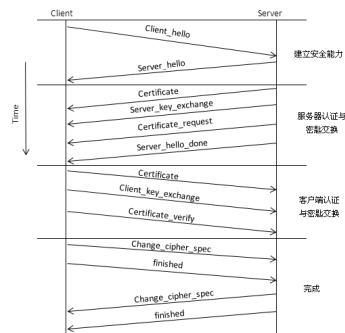 Client Server
Client_hello
建立安全能力
Server_hello
Time
Certificate
Server_key_exchange
服务器认证与
密匙交换
Certificate_request
Server_hello_done
Certificate
Client_key_exchange
客户端认证
与密匙交换
Certificate_verify
Change_cipher_spec
finished
完成
Change_cipher_spec
finished